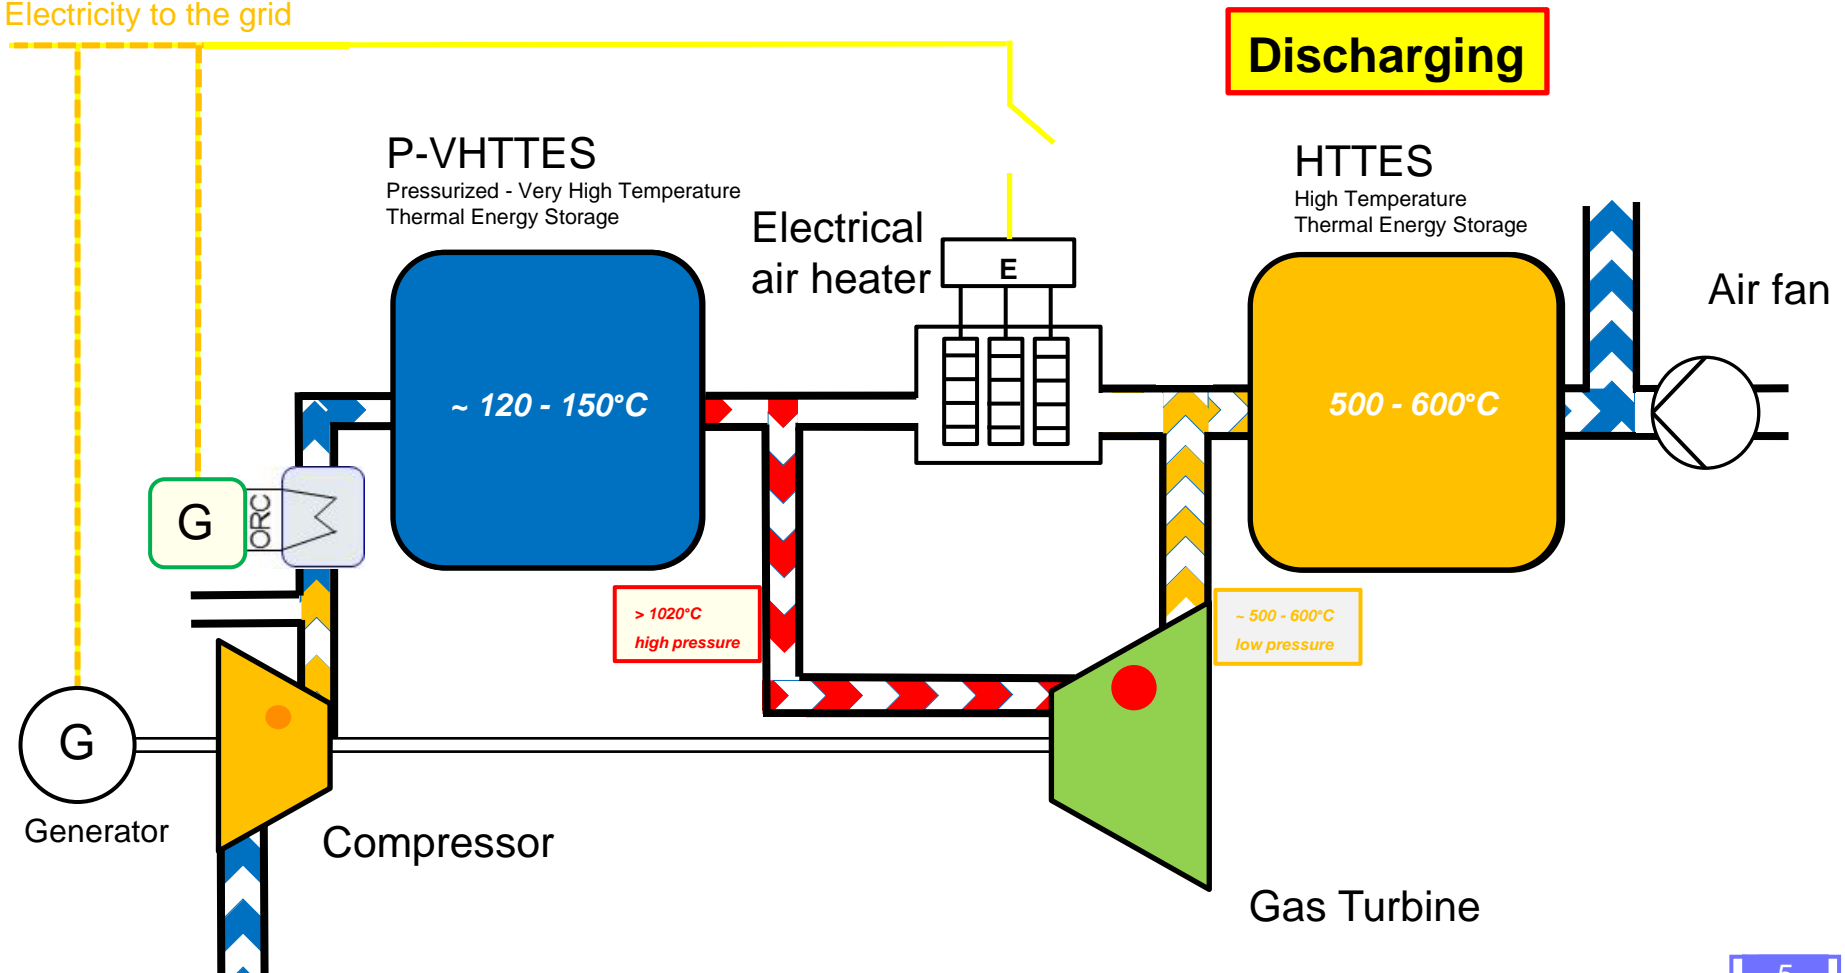 Electricity to the grid
Discharging
P-VHTTES
Pressurized - Very High Temperature
Thermal Energy Storage
HTTES
High Temperature
Thermal Energy Storage
Electrical
air heater
E
Air fan
~ 120 - 150°C
500 - 600°C
G
ORC
> 1020°C
high pressure
~ 500 - 600°C
low pressure
G
Generator
Compressor
Gas Turbine
5